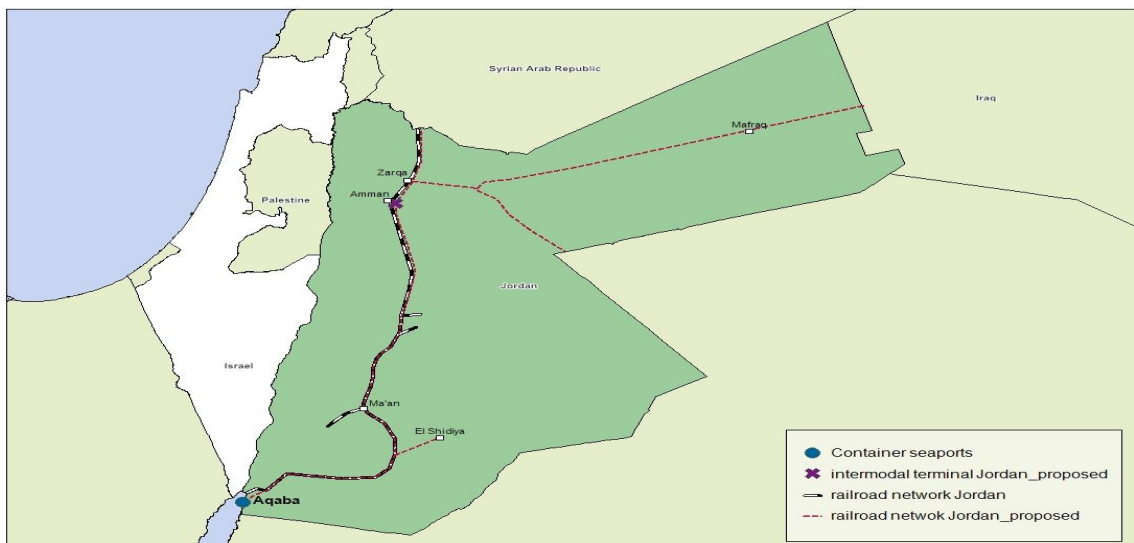 Syrian Arab Republic
Iraq
Mafraq
Zarqa
Amman
Palestine
Jordan
Israel
Ma'an
El Shidiya
Aqaba
Container seaports
intermodal terminal Jordan_proposed
railroad network Jordan
railroad netwok Jordan_proposed